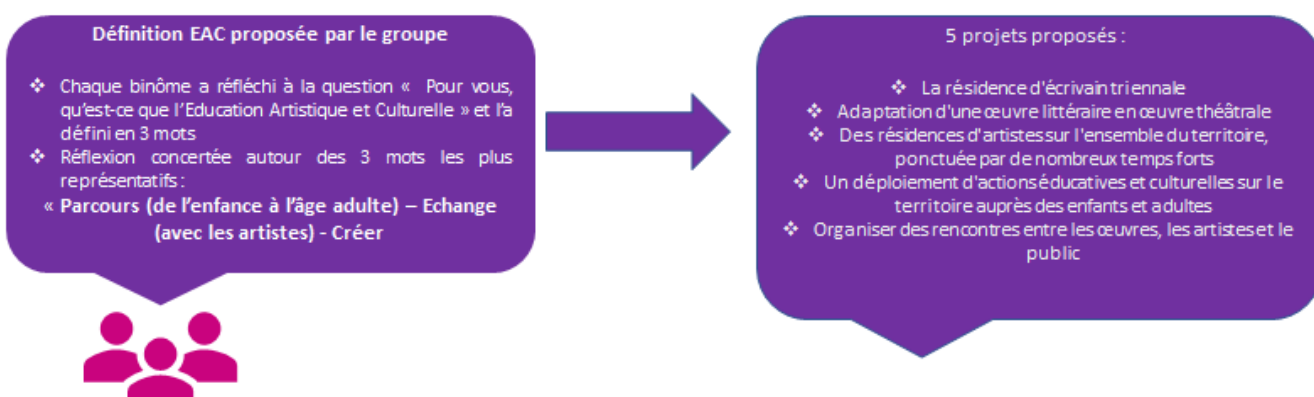 Définition EAC proposée par le groupe
❖ Chaque binôme a réfléchi à la question « Pour vous,
qu'est-ce que l'Education Artistique et Culturelle » et l'a
défini en 3 mots
❖ Réflexion concertée autour des 3 mots les plus
représentatifs :
« Parcours (de l'enfance à l'âge adulte) – Echange
(avec les artistes) - Créer
5 projets proposés :
❖ La résidence d'écrivain triennale
❖ Adaptation d'une œuvre littéraire en œuvre théâtrale
❖ Des résidences d'artistes sur l'ensemble du territoire,
ponctuée par de nombreux temps forts
❖ Un déploiement d'actions éducatives et culturelles sur le
territoire auprès des enfants et adultes
❖ Organiser des rencontres entre les œuvres, les artistes et le
public